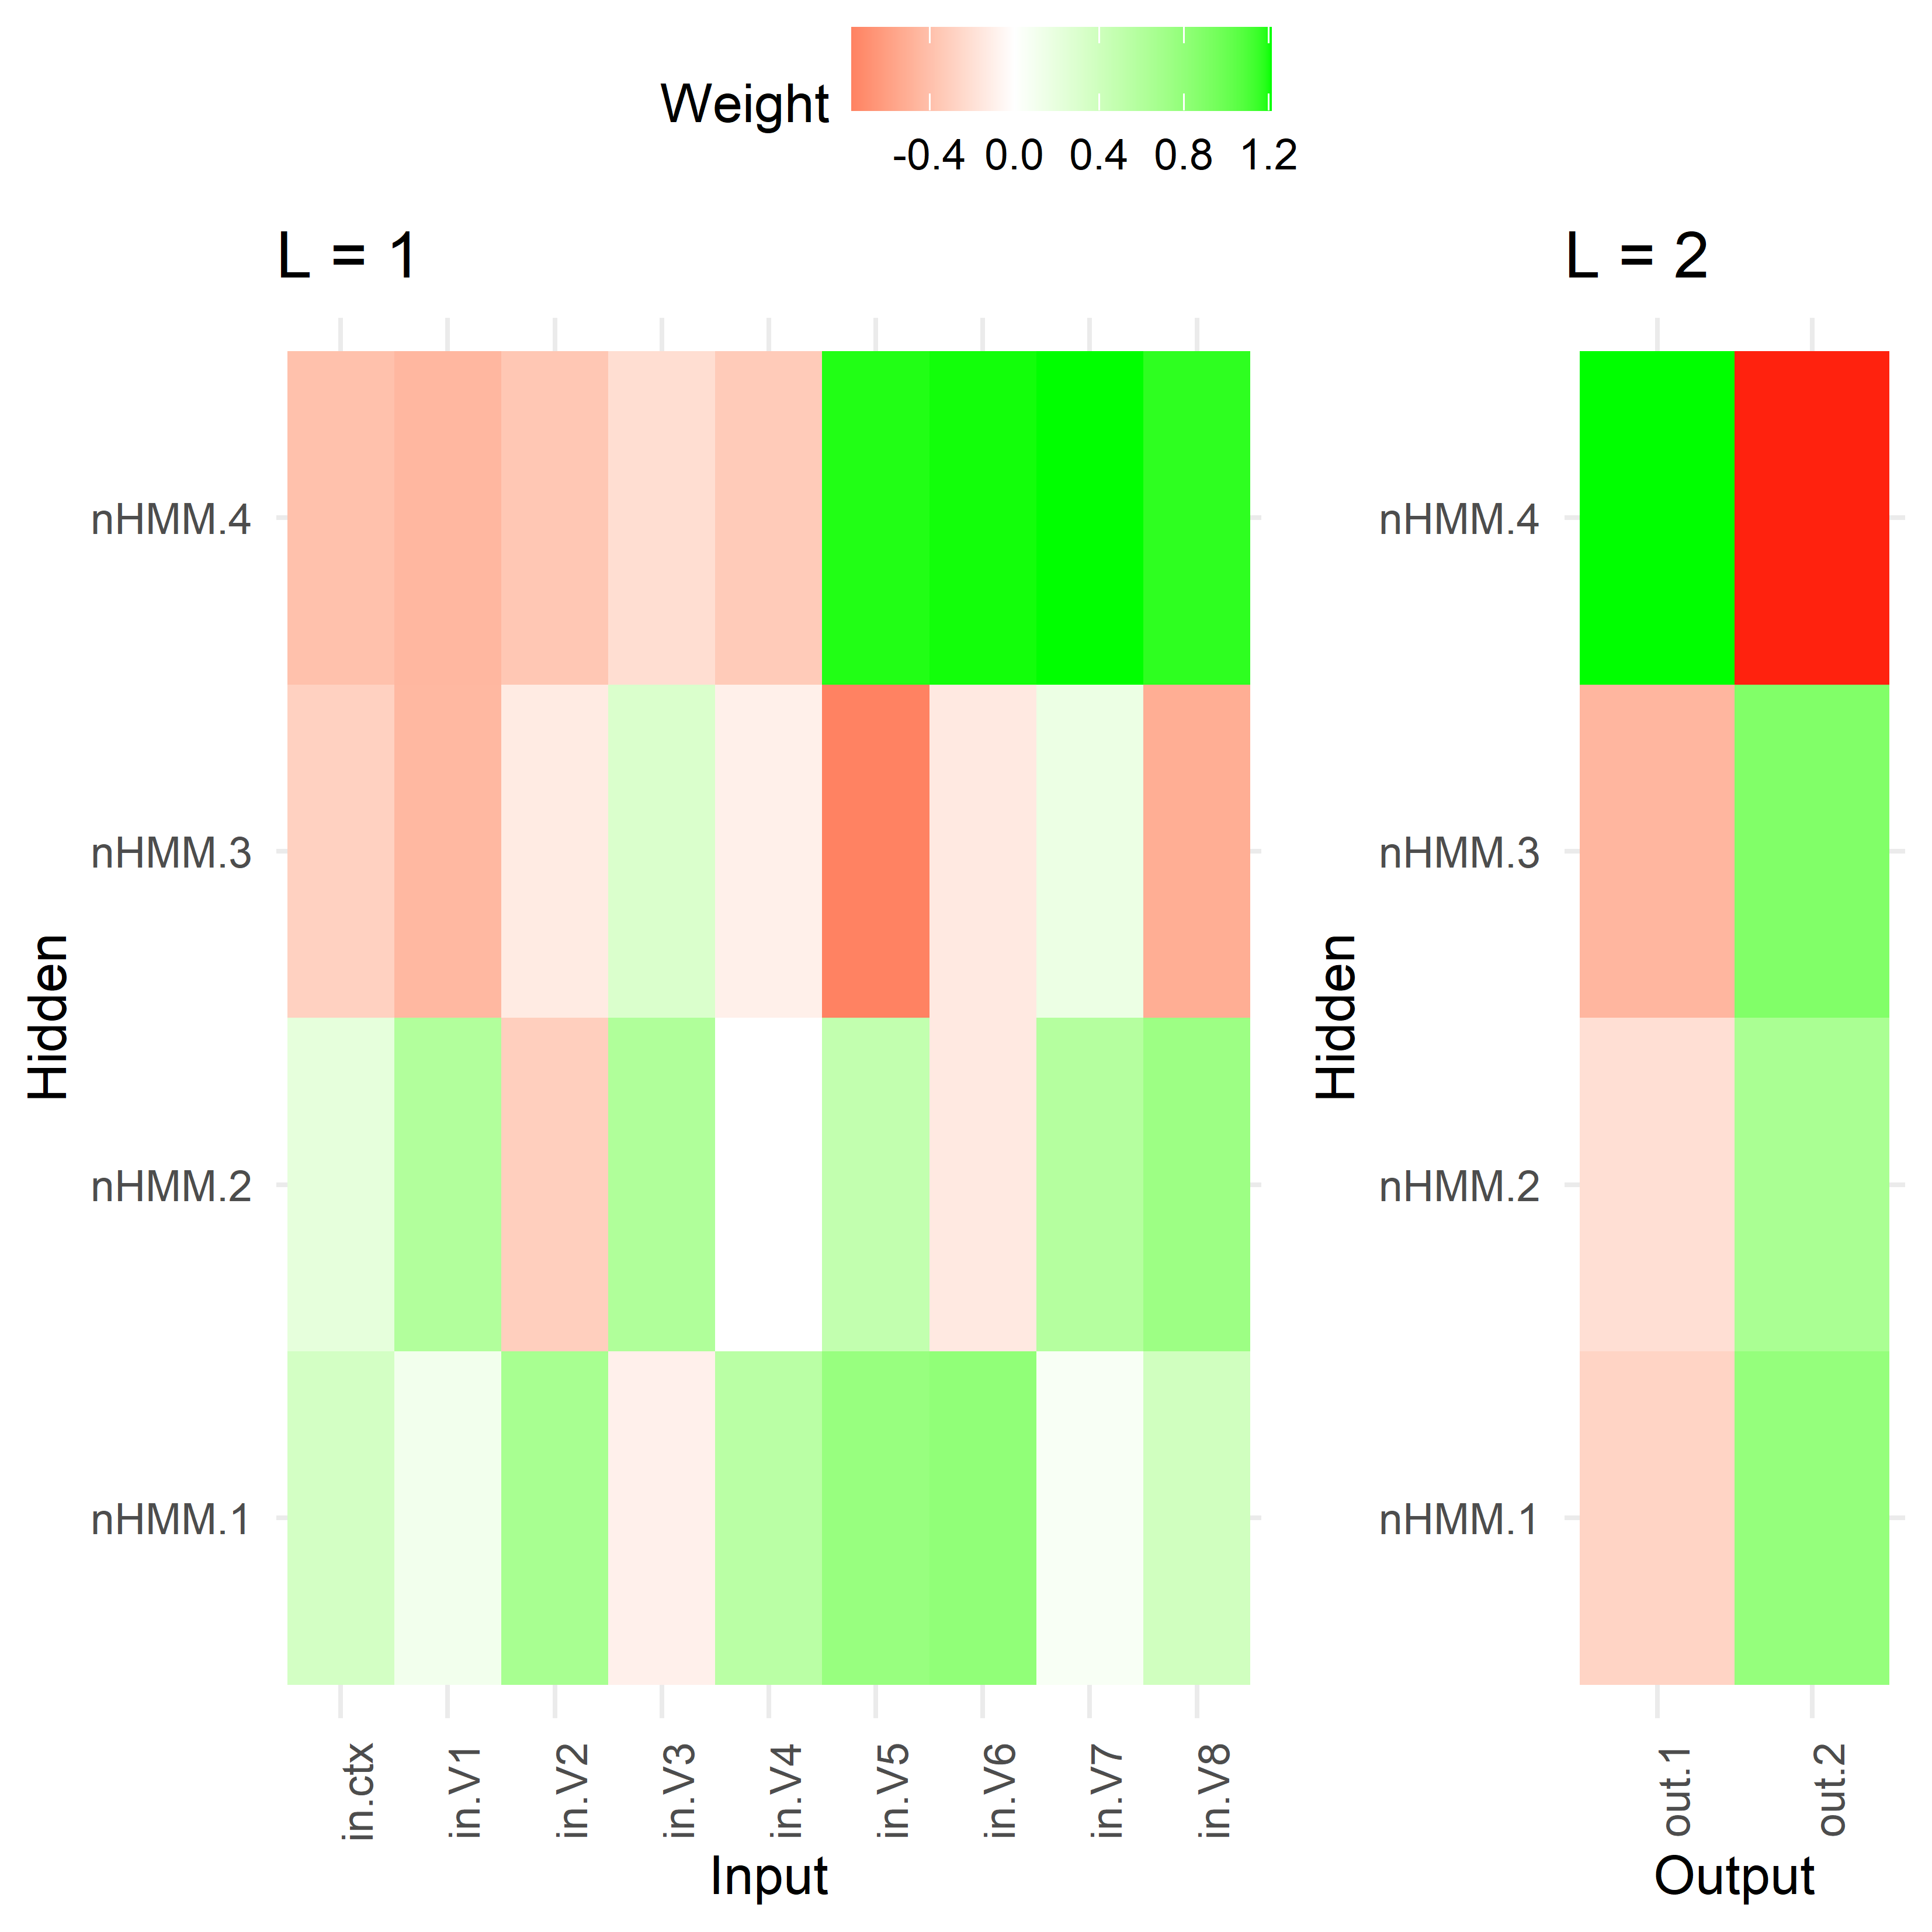 Weight
-0.4 0.0 0.4 0.8 1.2
L = 1
L = 2
Hidden
nHMM.4
nHMM.3
nHMM.2
nHMM.1
in.ctx in.V1 in.V2 in.V3 in.V4 in.V5 in.V6 in.V7 in.V8
Input
Hidden
nHMM.4
nHMM.3
nHMM.2
nHMM.1
out.1 out.2
Output